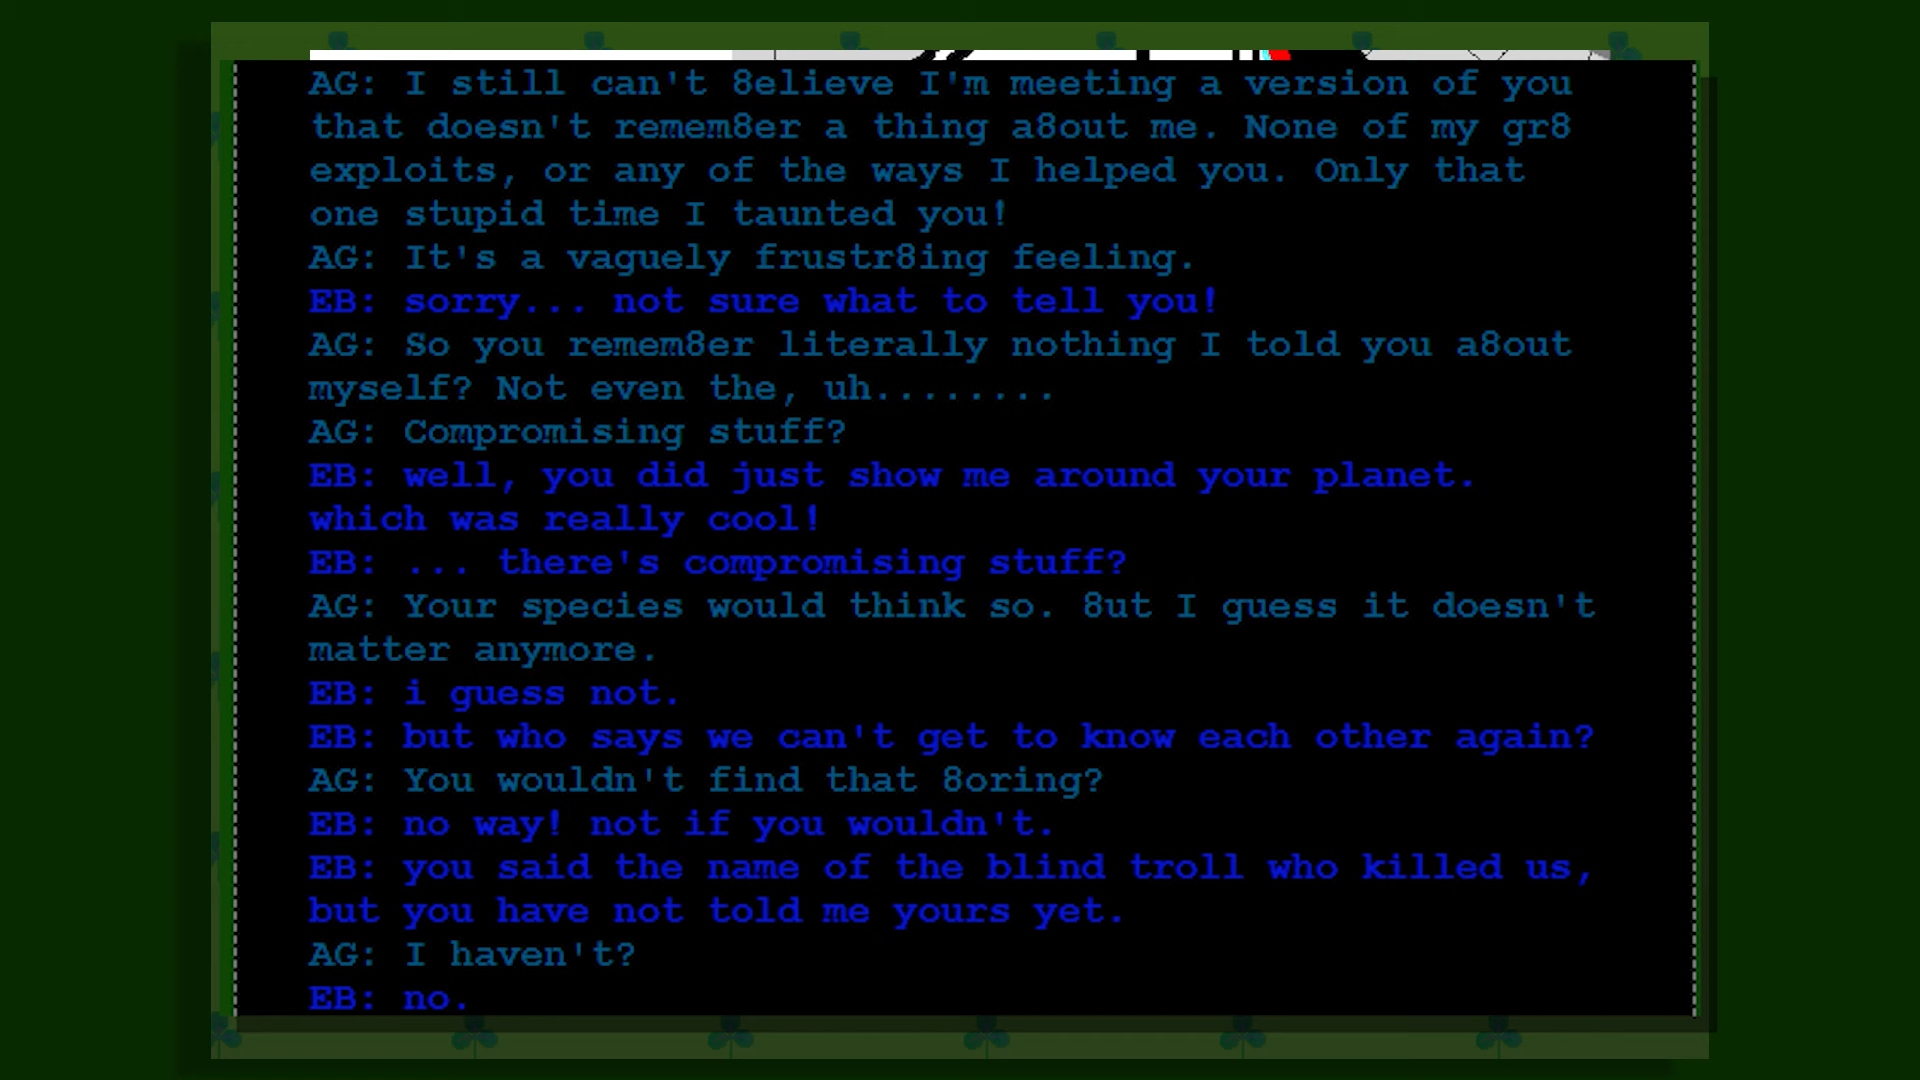 AG: I still can't 8elieve I'm meeting a version of you
that doesn't remem8er a thing a8out me. None of my gr8
exploits, or any of the ways I helped you. Only that
one stupid time I taunted you!
AG: It's a vaguely frustr8ing feeling.
EB: sorry... not sure what to tell you!
AG: So you remem8er literally nothing I told you a8out
myself? Not even the, uh........
AG: Compromising stuff?
EB: well, you did just show me around your planet.
which was really cool!
EB: ... there's compromising stuff?
AG: Your species would think so. 8ut I guess it doesn't
matter anymore.
EB: i guess not.
EB: but who says we can't get to know each other again?
AG: You wouldn't find that 8oring?
EB: no way! not if you wouldn't.
EB: you said the name of the blind troll who killed us,
but you have not told me yours yet.
AG: I haven't?
EB: no.